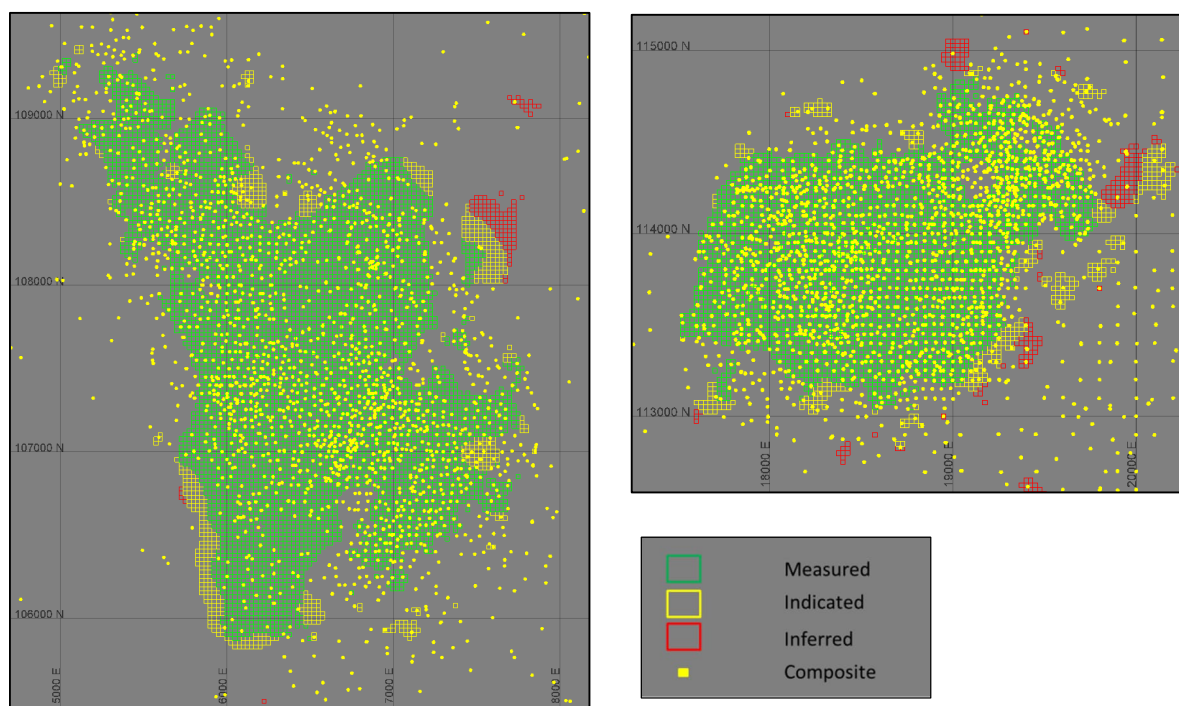 109000 N
108000 N
107000 N
106000 N
5000 E
6000 E
7000 E
8000 E
115000 N
114000 N
113000 N
18000 E
19000 E
20000 E
Measured
Indicated
Inferred
Composite